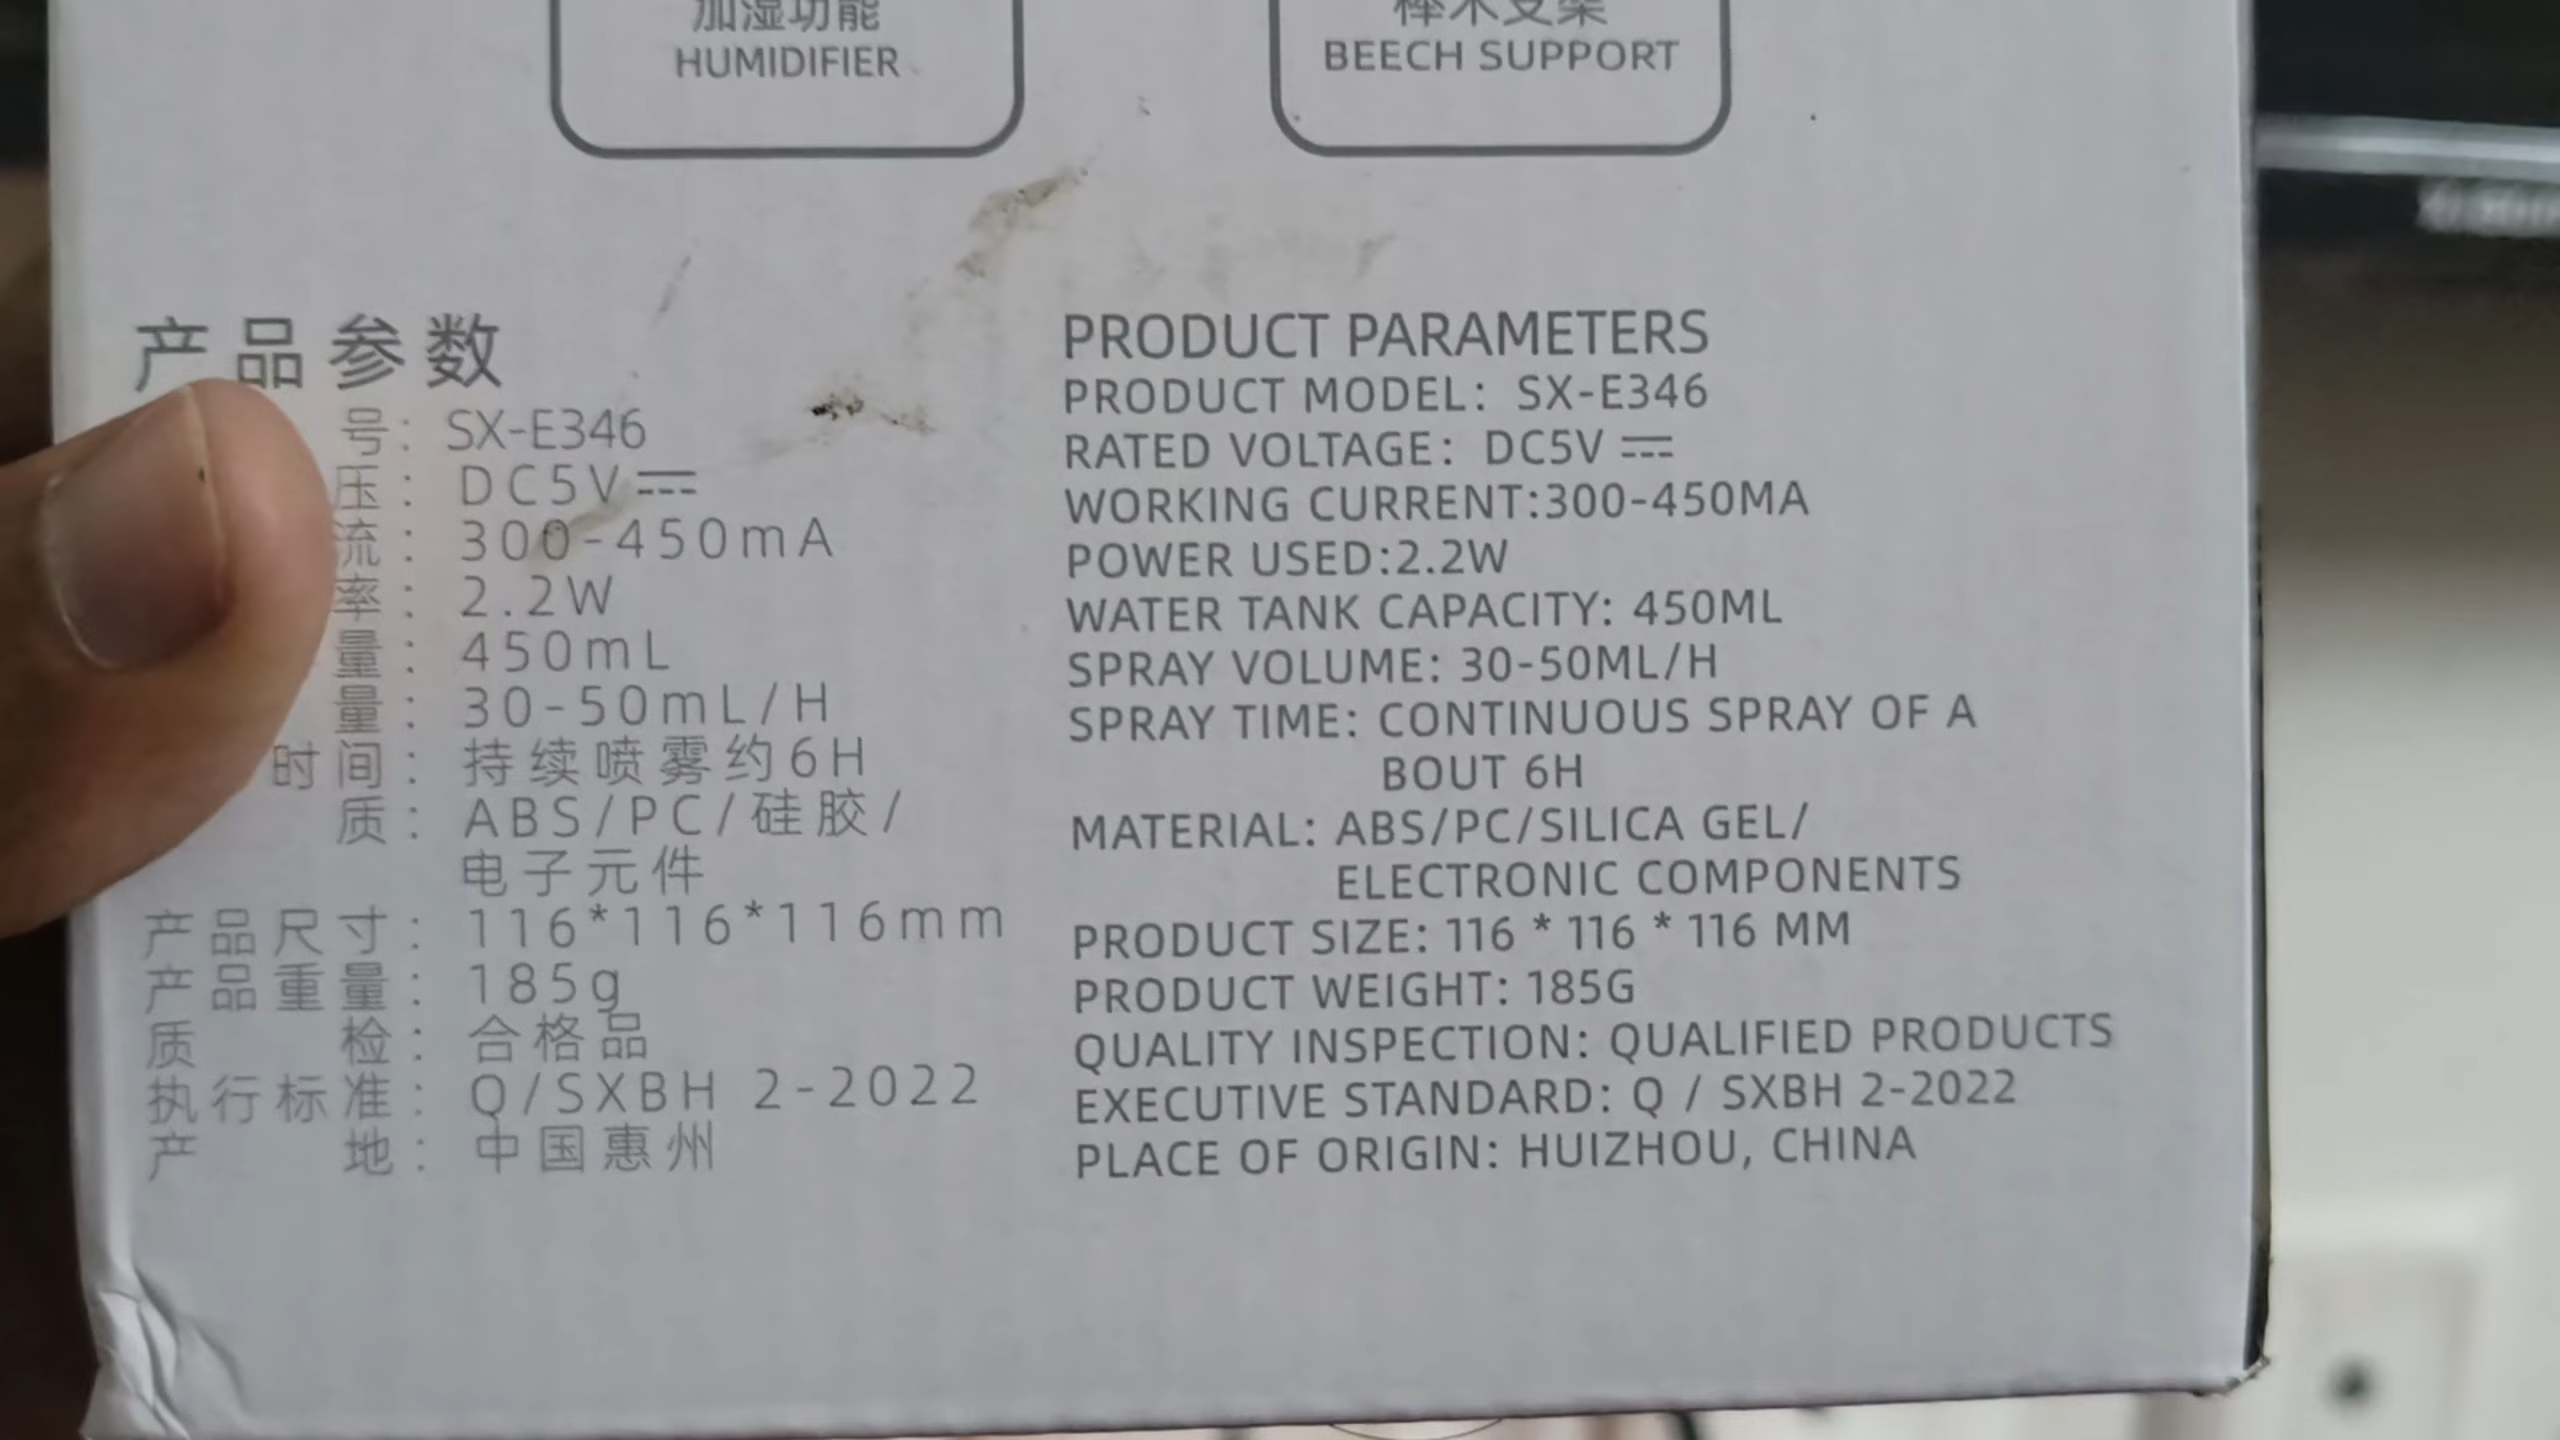 加湿功能
HUMIDIFIER
榉木支架
BEECH SUPPORT
产品参数
号：SX-E346
压：DC5V⎓
流：300-450mA
率：2.2W
量：450mL
量：30-50mL/H
时间：持续喷雾约6H
质：ABS/PC/硅胶/
电子元件
产品尺寸：116*116*116mm
产品重量：185g
质检：合格品
执行标准：Q/SXBH 2-2022
产地：中国惠州
PRODUCT PARAMETERS
PRODUCT MODEL: SX-E346
RATED VOLTAGE: DC5V⎓
WORKING CURRENT:300-450MA
POWER USED:2.2W
WATER TANK CAPACITY: 450ML
SPRAY VOLUME: 30-50ML/H
SPRAY TIME: CONTINUOUS SPRAY OF A
BOUT 6H
MATERIAL: ABS/PC/SILICA GEL/
ELECTRONIC COMPONENTS
PRODUCT SIZE: 116 * 116 * 116 MM
PRODUCT WEIGHT: 185G
QUALITY INSPECTION: QUALIFIED PRODUCTS
EXECUTIVE STANDARD: Q / SXBH 2-2022
PLACE OF ORIGIN: HUIZHOU, CHINA